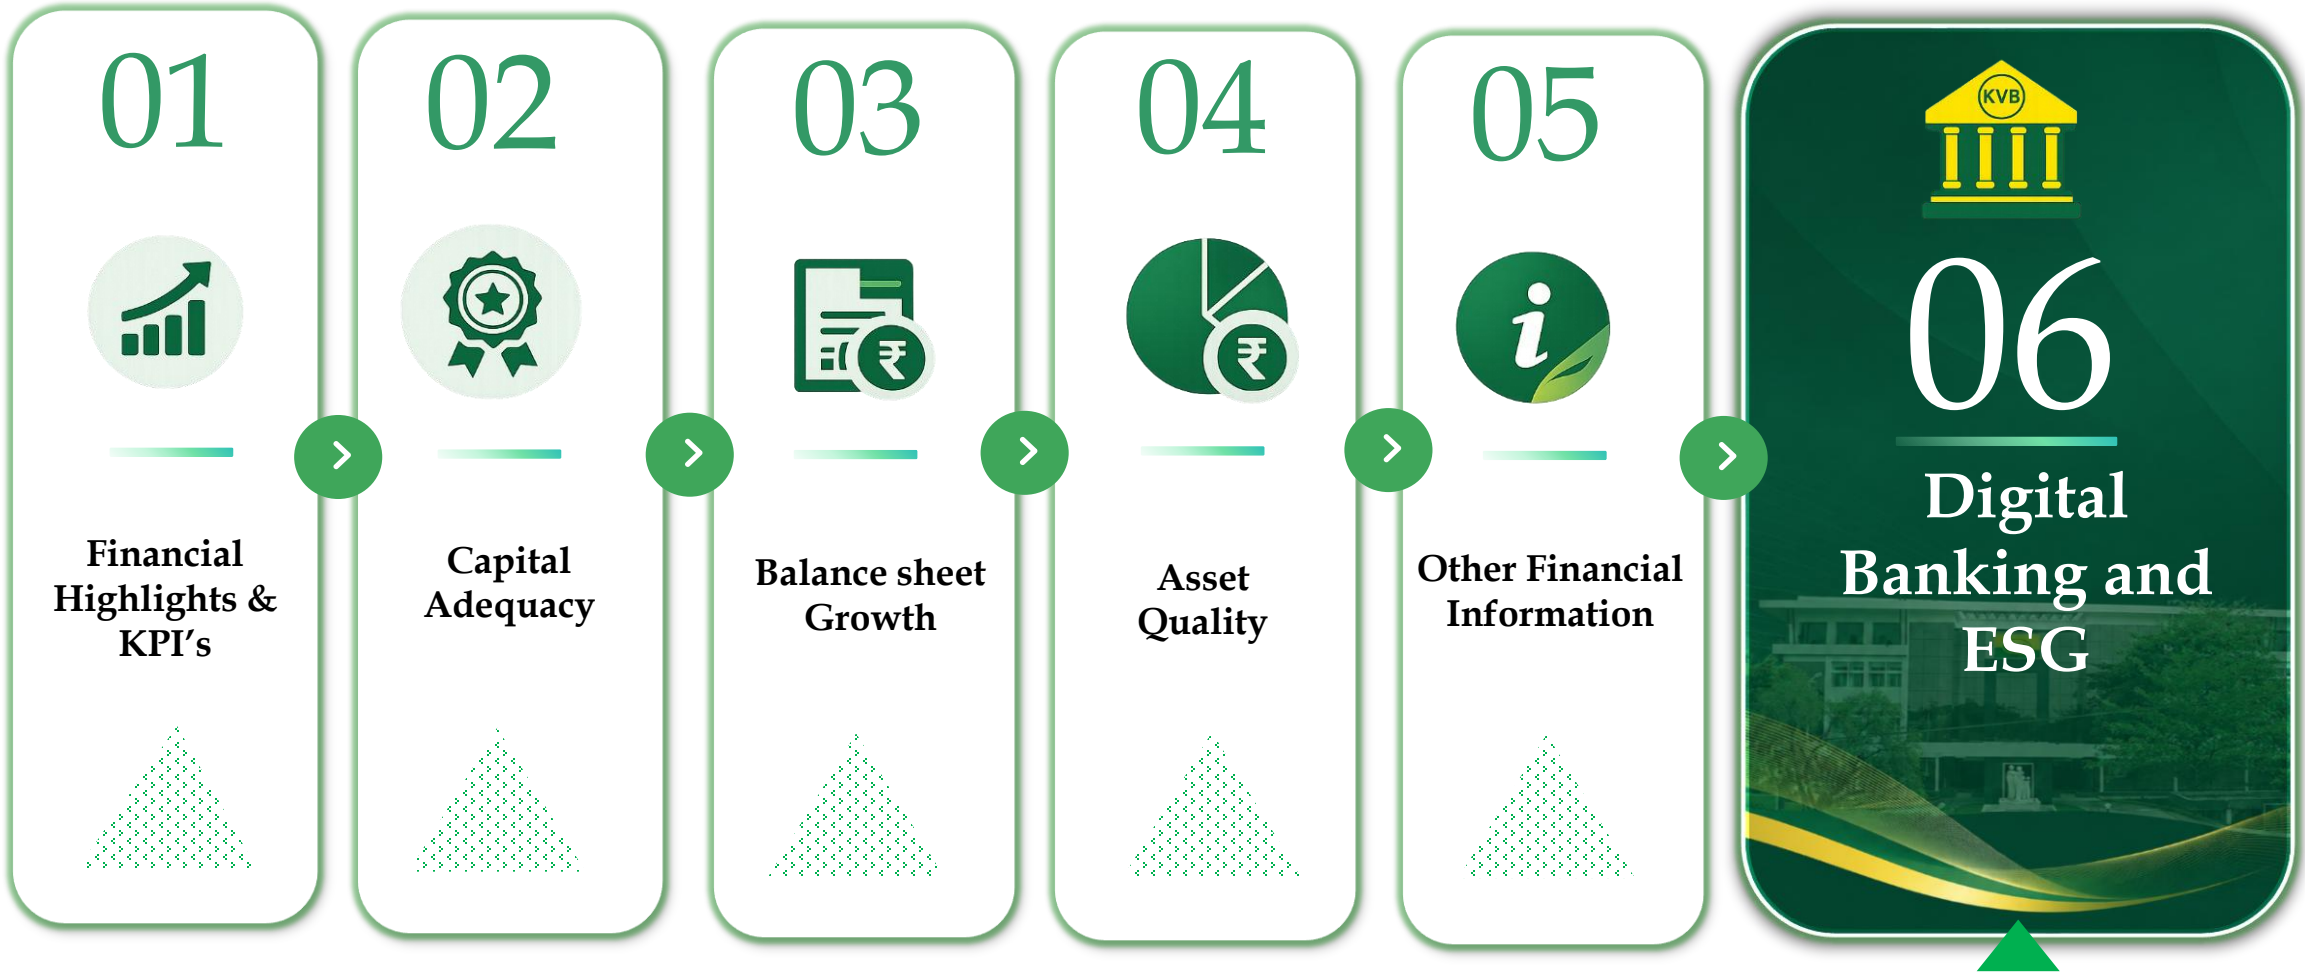 01
Financial
Highlights &
KPI’s
02
Capital
Adequacy
03
₹
Balance sheet
Growth
04
₹
Asset
Quality
05
i
Other Financial
Information
KVB
06
Digital
Banking and
ESG